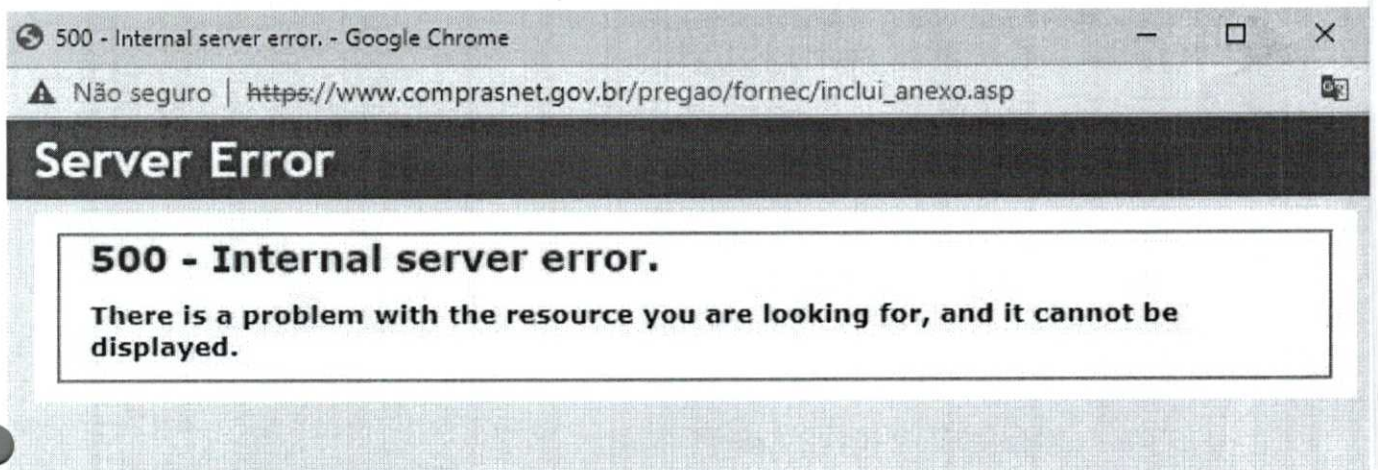 500 - Internal server error. - Google Chrome
Não seguro | https://www.comprasnet.gov.br/pregao/fornec/inclui_anexo.asp
Server Error
500 - Internal server error.
There is a problem with the resource you are looking for, and it cannot be
displayed.